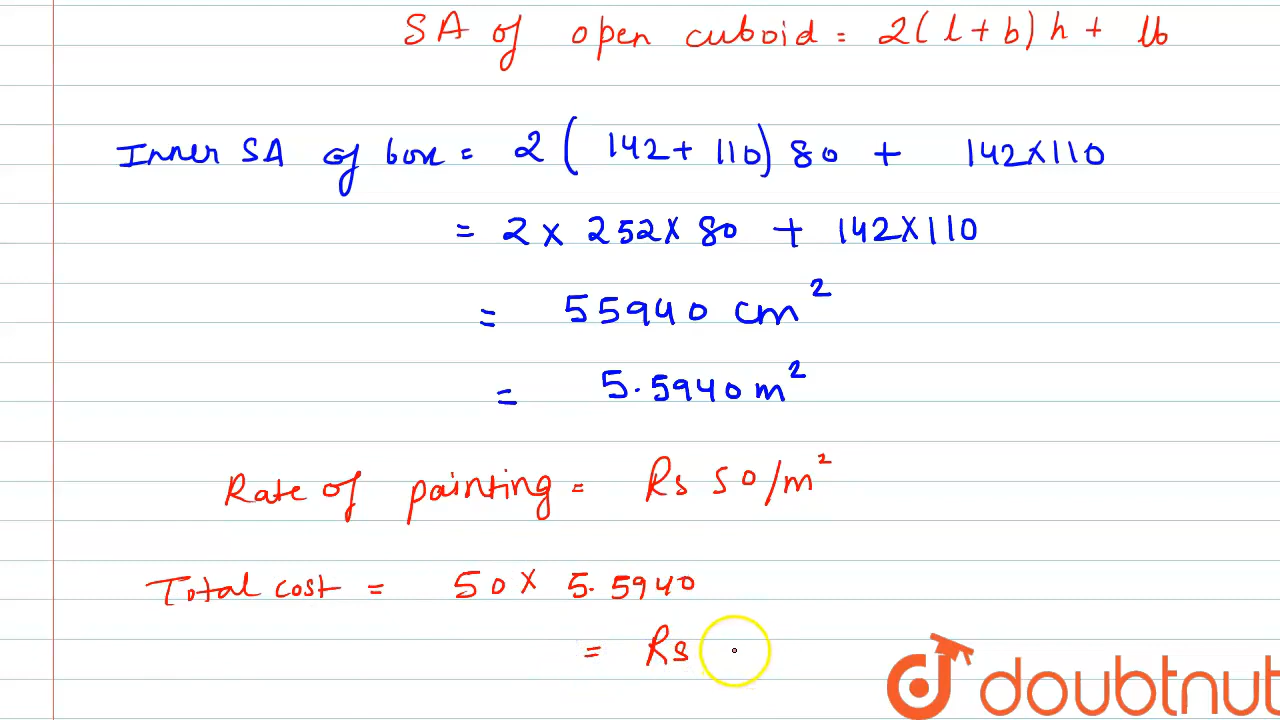 SA of open cuboid = 2(l+b)h + lb
Inner SA of box = 2(142+110)80 + 142×110
= 2×252×80 + 142×110
= 55940 cm²
= 5.5940 m²
Rate of painting = Rs 50/m²
Total cost = 50× 5.5940
= Rs
doubtnut